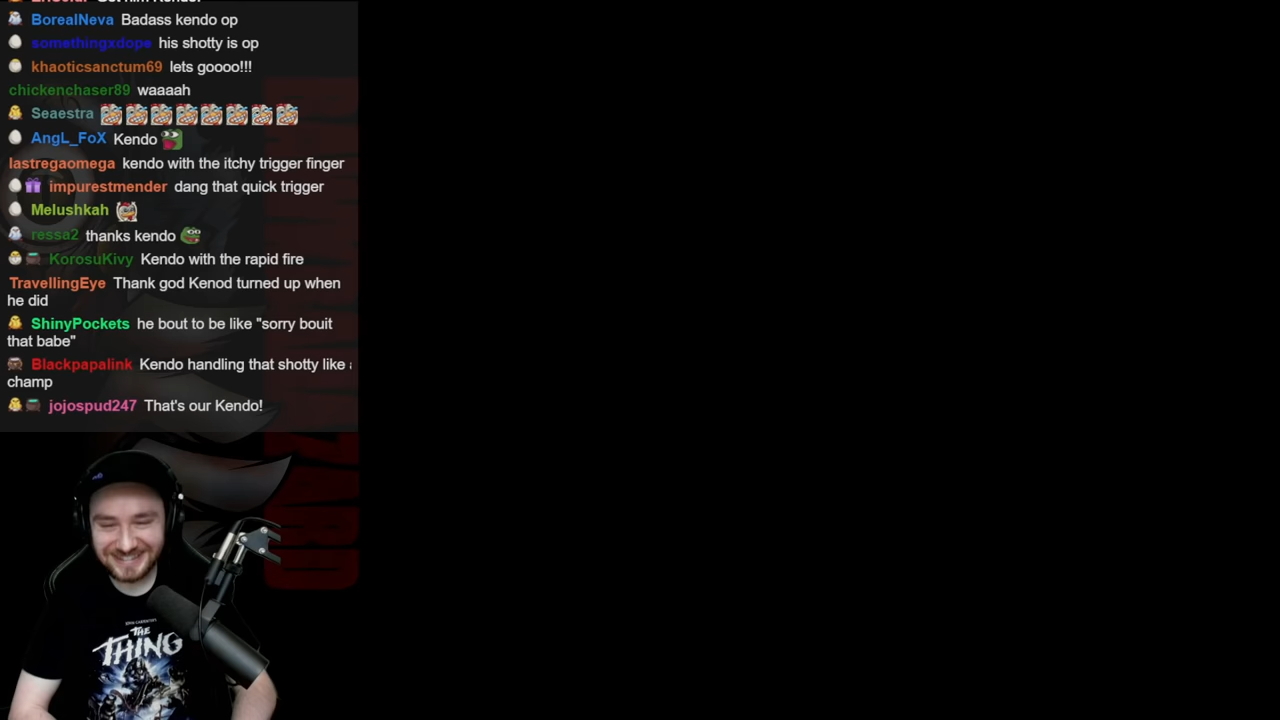 BorealNeva Badass kendo op
somethingxdope his shotty is op
khaoticsanctum69 lets goooo!!!
chickenchaser89 waaaah
Seaestra
AngL_FoX Kendo
lastregaomega kendo with the itchy trigger finger
impurestmender dang that quick trigger
Melushkah
ressa2 thanks kendo
KorosuKivy Kendo with the rapid fire
TravellingEye Thank god Kenod turned up when
he did
ShinyPockets he bout to be like "sorry bouit
that babe"
Blackpapalink Kendo handling that shotty like a
champ
jojospud247 That's our Kendo!
THE
THING